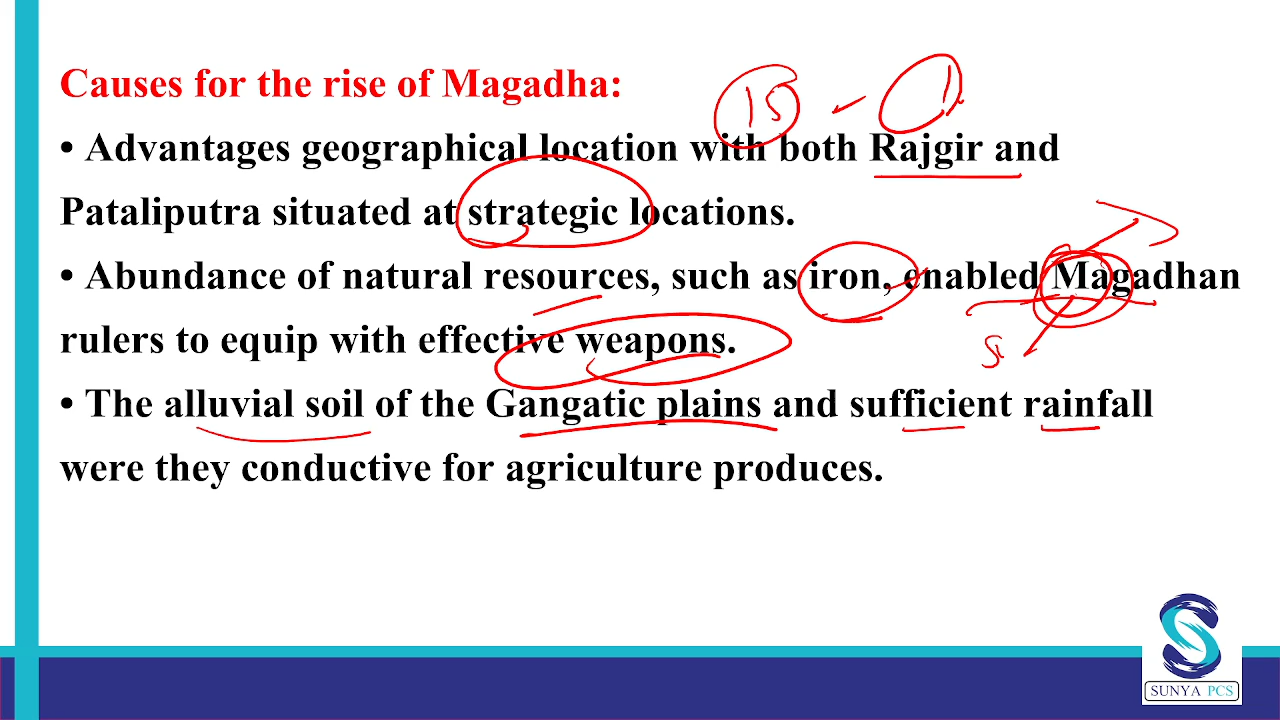 Causes for the rise of Magadha:
15 - 1
• Advantages geographical location with both Rajgir and
Pataliputra situated at strategic locations.
• Abundance of natural resources, such as iron, enabled Magadhan
rulers to equip with effective weapons.
• The alluvial soil of the Gangatic plains and sufficient rainfall
were they conductive for agriculture produces.
SUNYA PCS